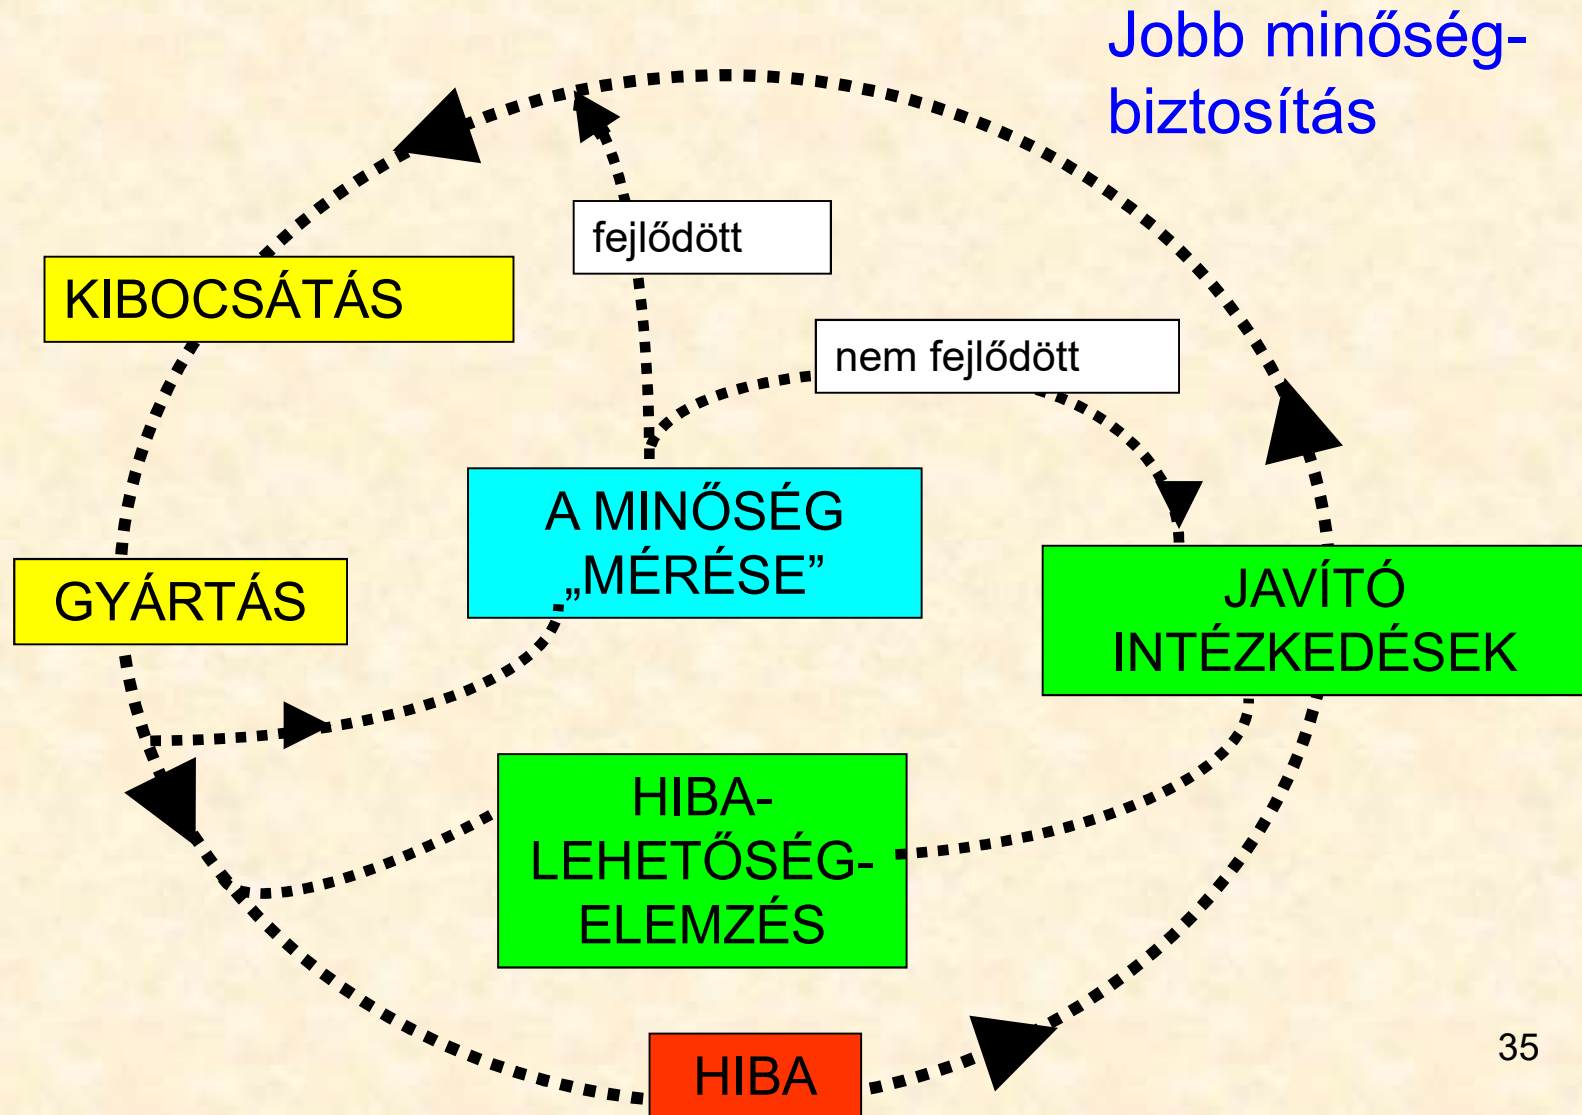 Jobb minőség-
biztosítás
fejlődött
KIBOCSÁTÁS
nem fejlődött
A MINŐSÉG
„MÉRÉSE”
GYÁRTÁS
JAVÍTÓ
INTÉZKEDÉSEK
HIBA-
LEHETŐSÉG-
ELEMZÉS
HIBA
35